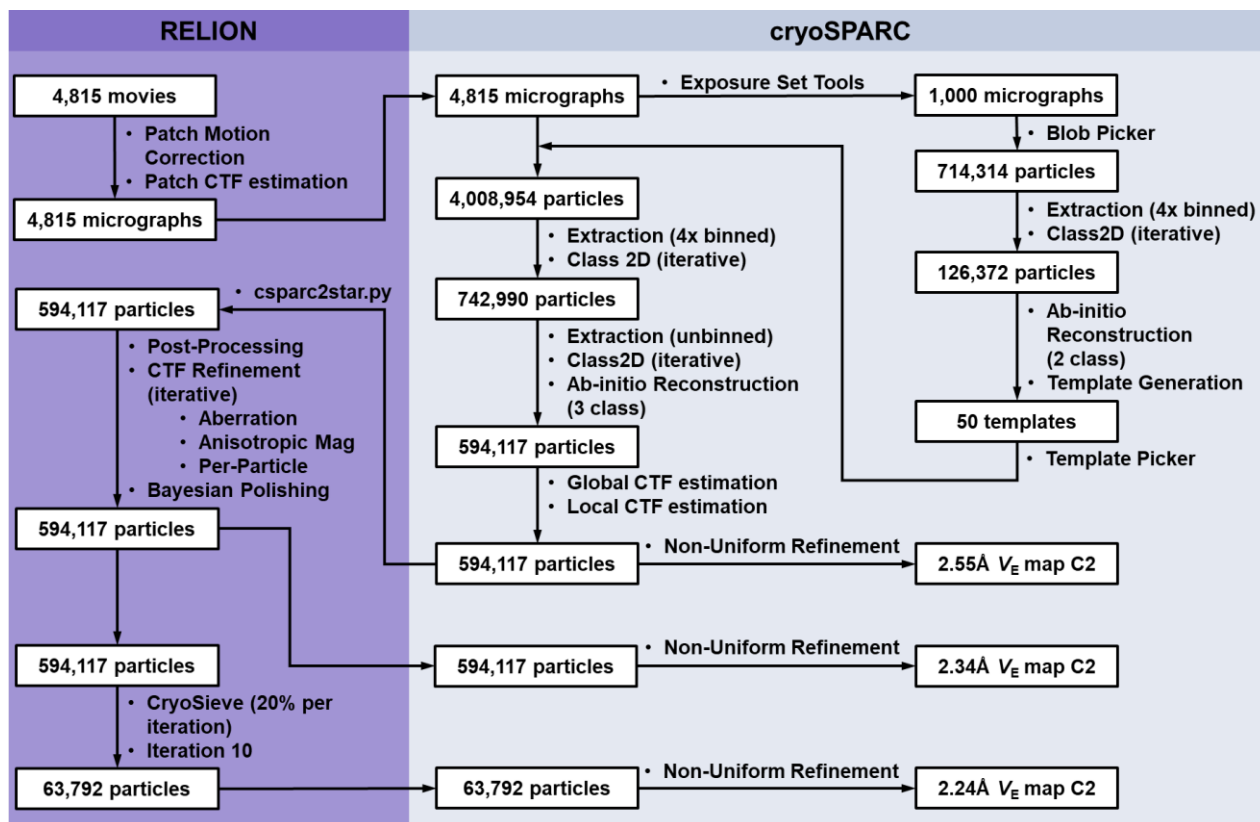 RELION
cryoSPARC
4,815 movies
• Patch Motion
Correction
• Patch CTF estimation
4,815 micrographs
4,815 micrographs
• Exposure Set Tools
1,000 micrographs
• Blob Picker
714,314 particles
• Extraction (4x binned)
• Class2D (iterative)
126,372 particles
• Ab-initio
Reconstruction
(2 class)
• Template Generation
50 templates
• Template Picker
4,008,954 particles
• Extraction (4x binned)
• Class 2D (iterative)
742,990 particles
• Extraction (unbinned)
• Class2D (iterative)
• Ab-initio Reconstruction
(3 class)
594,117 particles
• Global CTF estimation
• Local CTF estimation
594,117 particles
• Non-Uniform Refinement
2.55Å VE map C2
• csparc2star.py
594,117 particles
• Post-Processing
• CTF Refinement
(iterative)
• Aberration
• Anisotropic Mag
• Per-Particle
• Bayesian Polishing
594,117 particles
594,117 particles
• Non-Uniform Refinement
2.34Å VE map C2
594,117 particles
• CryoSieve (20% per
iteration)
• Iteration 10
63,792 particles
63,792 particles
• Non-Uniform Refinement
2.24Å VE map C2